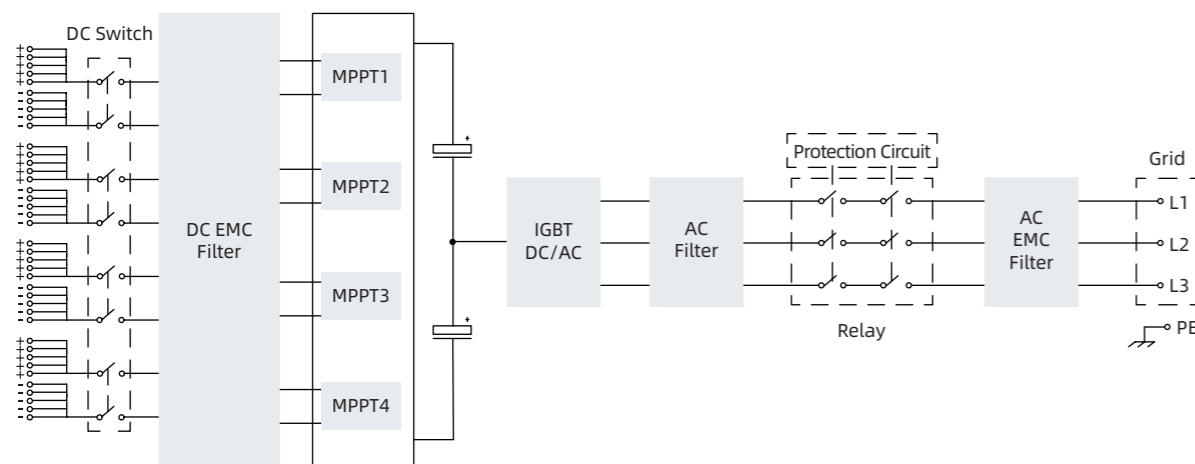 DC Switch
+
+
+
+
+
-
-
-
-
-
+
+
+
+
+
-
-
-
-
-
+
+
+
+
+
-
-
-
-
-
+
+
+
+
+
-
-
-
-
-
DC EMC
Filter
MPPT1
MPPT2
MPPT3
MPPT4
+
+
IGBT
DC/AC
AC
Filter
Protection Circuit
Relay
AC
EMC
Filter
Grid
L1
L2
L3
PE